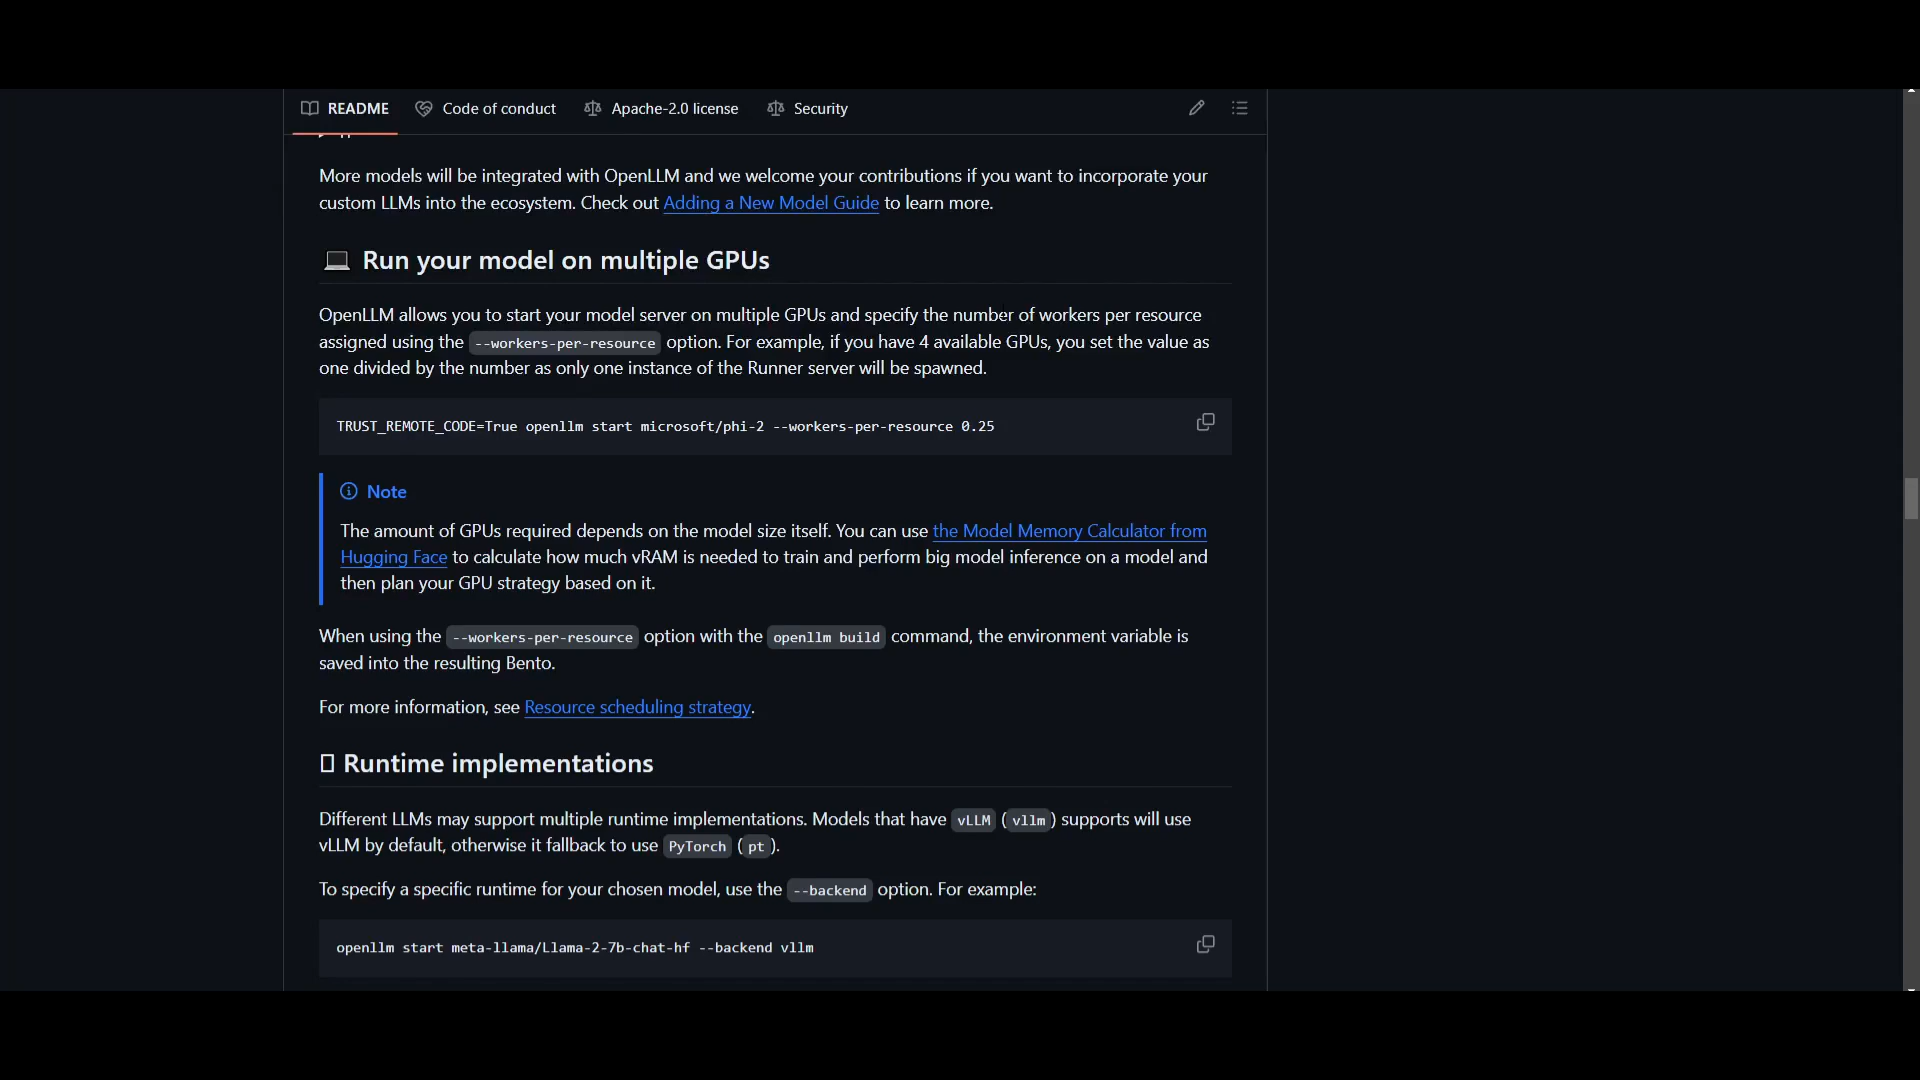 README Code of conduct Apache-2.0 license Security
More models will be integrated with OpenLLM and we welcome your contributions if you want to incorporate your
custom LLMs into the ecosystem. Check out Adding a New Model Guide to learn more.
💻 Run your model on multiple GPUs
OpenLLM allows you to start your model server on multiple GPUs and specify the number of workers per resource
assigned using the --workers-per-resource option. For example, if you have 4 available GPUs, you set the value as
one divided by the number as only one instance of the Runner server will be spawned.
TRUST_REMOTE_CODE=True openllm start microsoft/phi-2 --workers-per-resource 0.25
Note
The amount of GPUs required depends on the model size itself. You can use the Model Memory Calculator from
Hugging Face to calculate how much vRAM is needed to train and perform big model inference on a model and
then plan your GPU strategy based on it.
When using the --workers-per-resource option with the openllm build command, the environment variable is
saved into the resulting Bento.
For more information, see Resource scheduling strategy.
Runtime implementations
Different LLMs may support multiple runtime implementations. Models that have vLLM (vllm) supports will use
vLLM by default, otherwise it fallback to use PyTorch (pt).
To specify a specific runtime for your chosen model, use the --backend option. For example:
openllm start meta-llama/Llama-2-7b-chat-hf --backend vllm